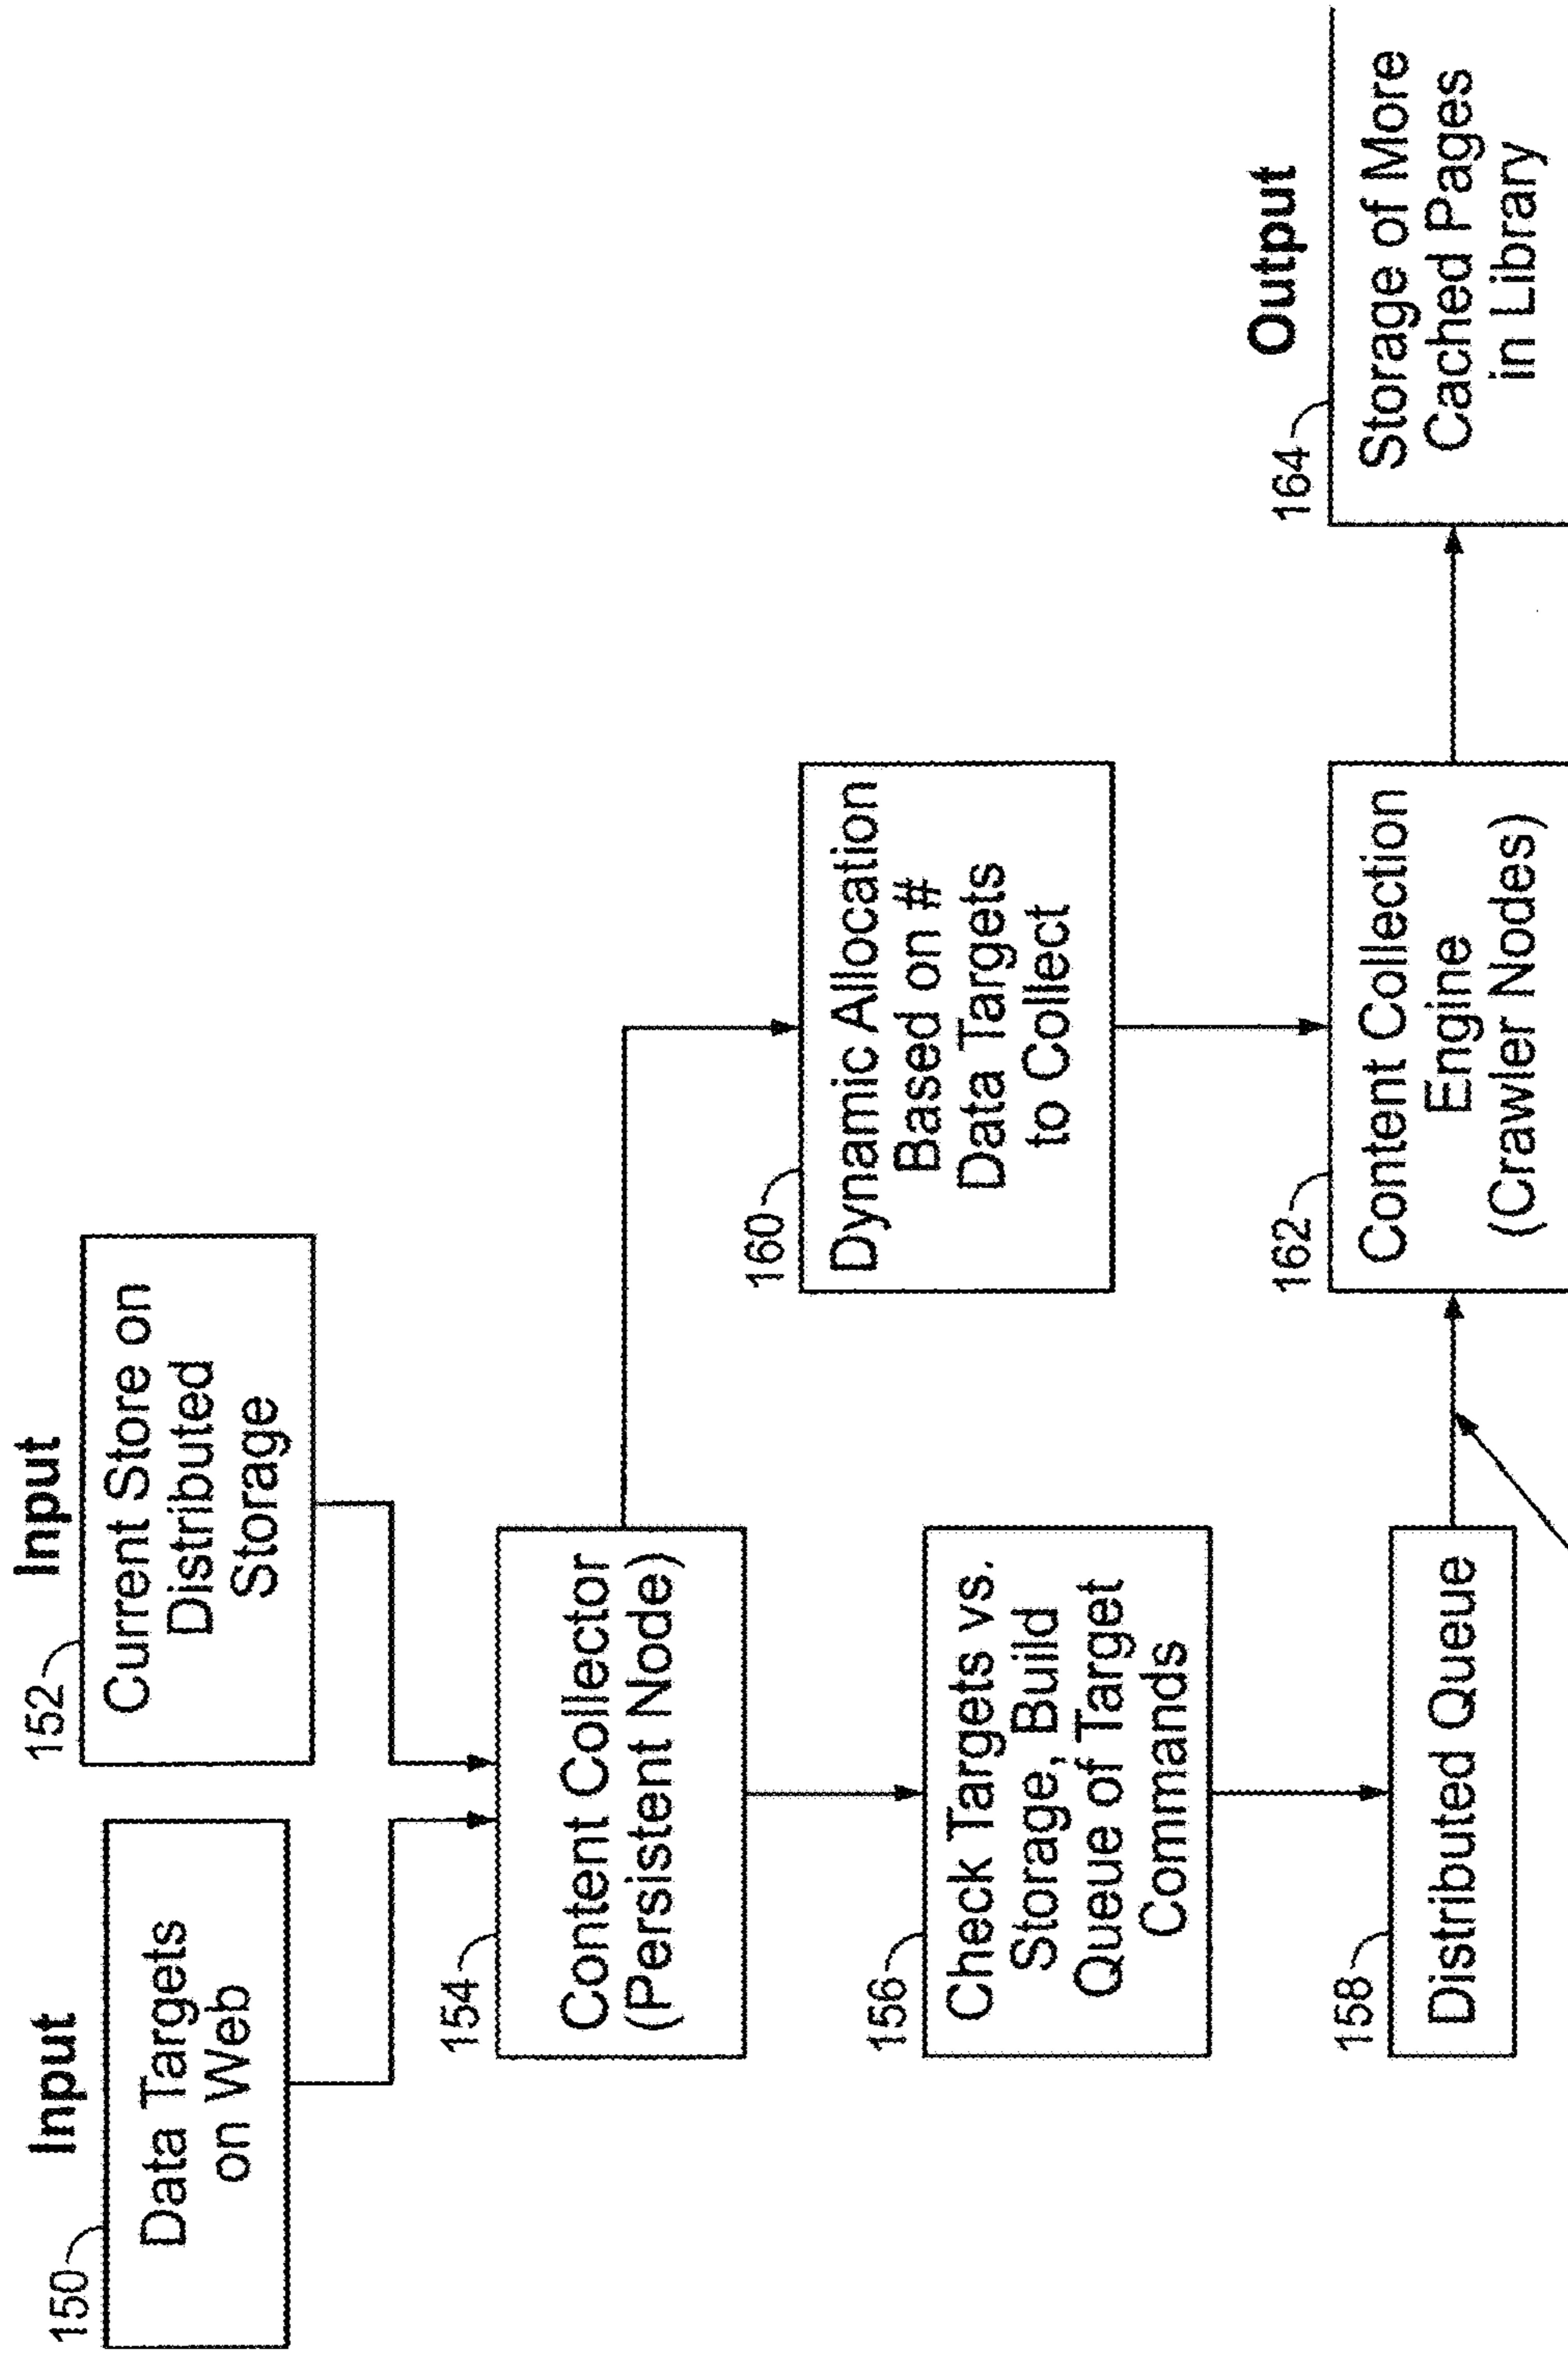 Input
150
Data Targets
on Web
Input
152
Current Store on
Distributed
Storage
154
Content Collector
(Persistent Node)
156
Check Targets vs.
Storage, Build
Queue of Target
Commands
160
Dynamic Allocation
Based on #
Data Targets
to Collect
158
Distributed Queue
162
Content Collection
Engine
(Crawler Nodes)
Output
164
Storage of More
Cached Pages
in Library